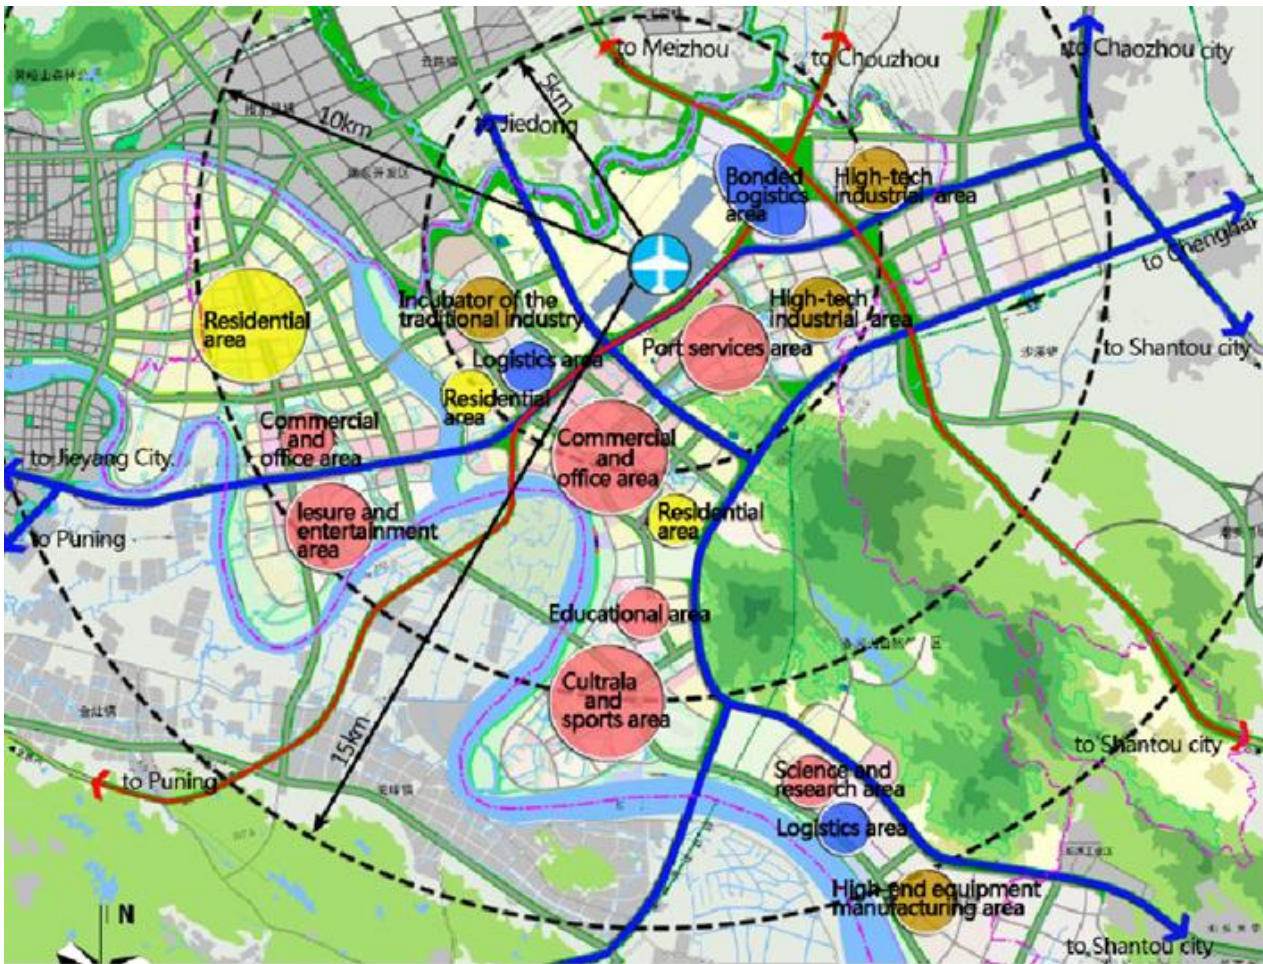 to Meizhou
to Chouzhou
to Chaozhou city
5km
10km
to Jiedong
Bonded
Logistics
area
High-tech
industrial area
to Chenghai
Incubator of the
traditional industry
High-tech
industrial area
Residential
area
Port services area
Logistics area
to Shantou city
Residential
area
Commercial
and
office area
Commercial
and
office area
to Jieyang City
lesure and
entertainment
area
Residential
area
to Puning
Educational area
Cultrala
and
sports area
15km
to Shantou city
to Puning
Science and
research area
Logistics area
High-end equipment
manufacturing area
N
to Shantou city